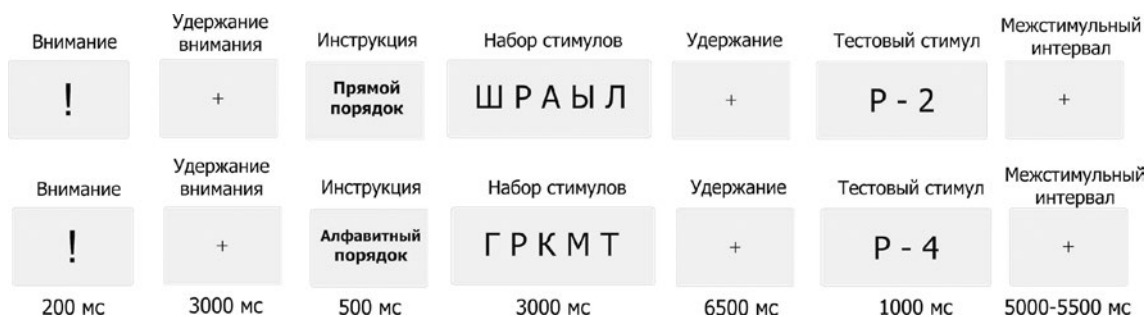 Внимание
Удержание
внимания
Инструкция
Набор стимулов
Удержание
Тестовый стимул
Межстимульный
интервал
!
+
Прямой
порядок
Ш Р А Ы Л
+
Р - 2
+
Внимание
Удержание
внимания
Инструкция
Набор стимулов
Удержание
Тестовый стимул
Межстимульный
интервал
!
+
Алфавитный
порядок
Г Р К М Т
+
Р - 4
+
200 мс
3000 мс
500 мс
3000 мс
6500 мс
1000 мс
5000-5500 мс